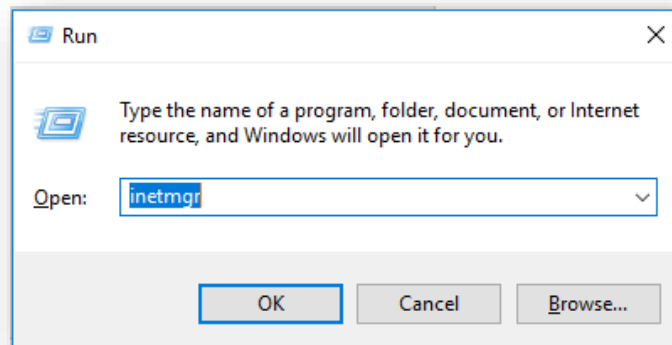 Run
Type the name of a program, folder, document, or Internet
resource, and Windows will open it for you.
Open: inetmgr
OK Cancel Browse...